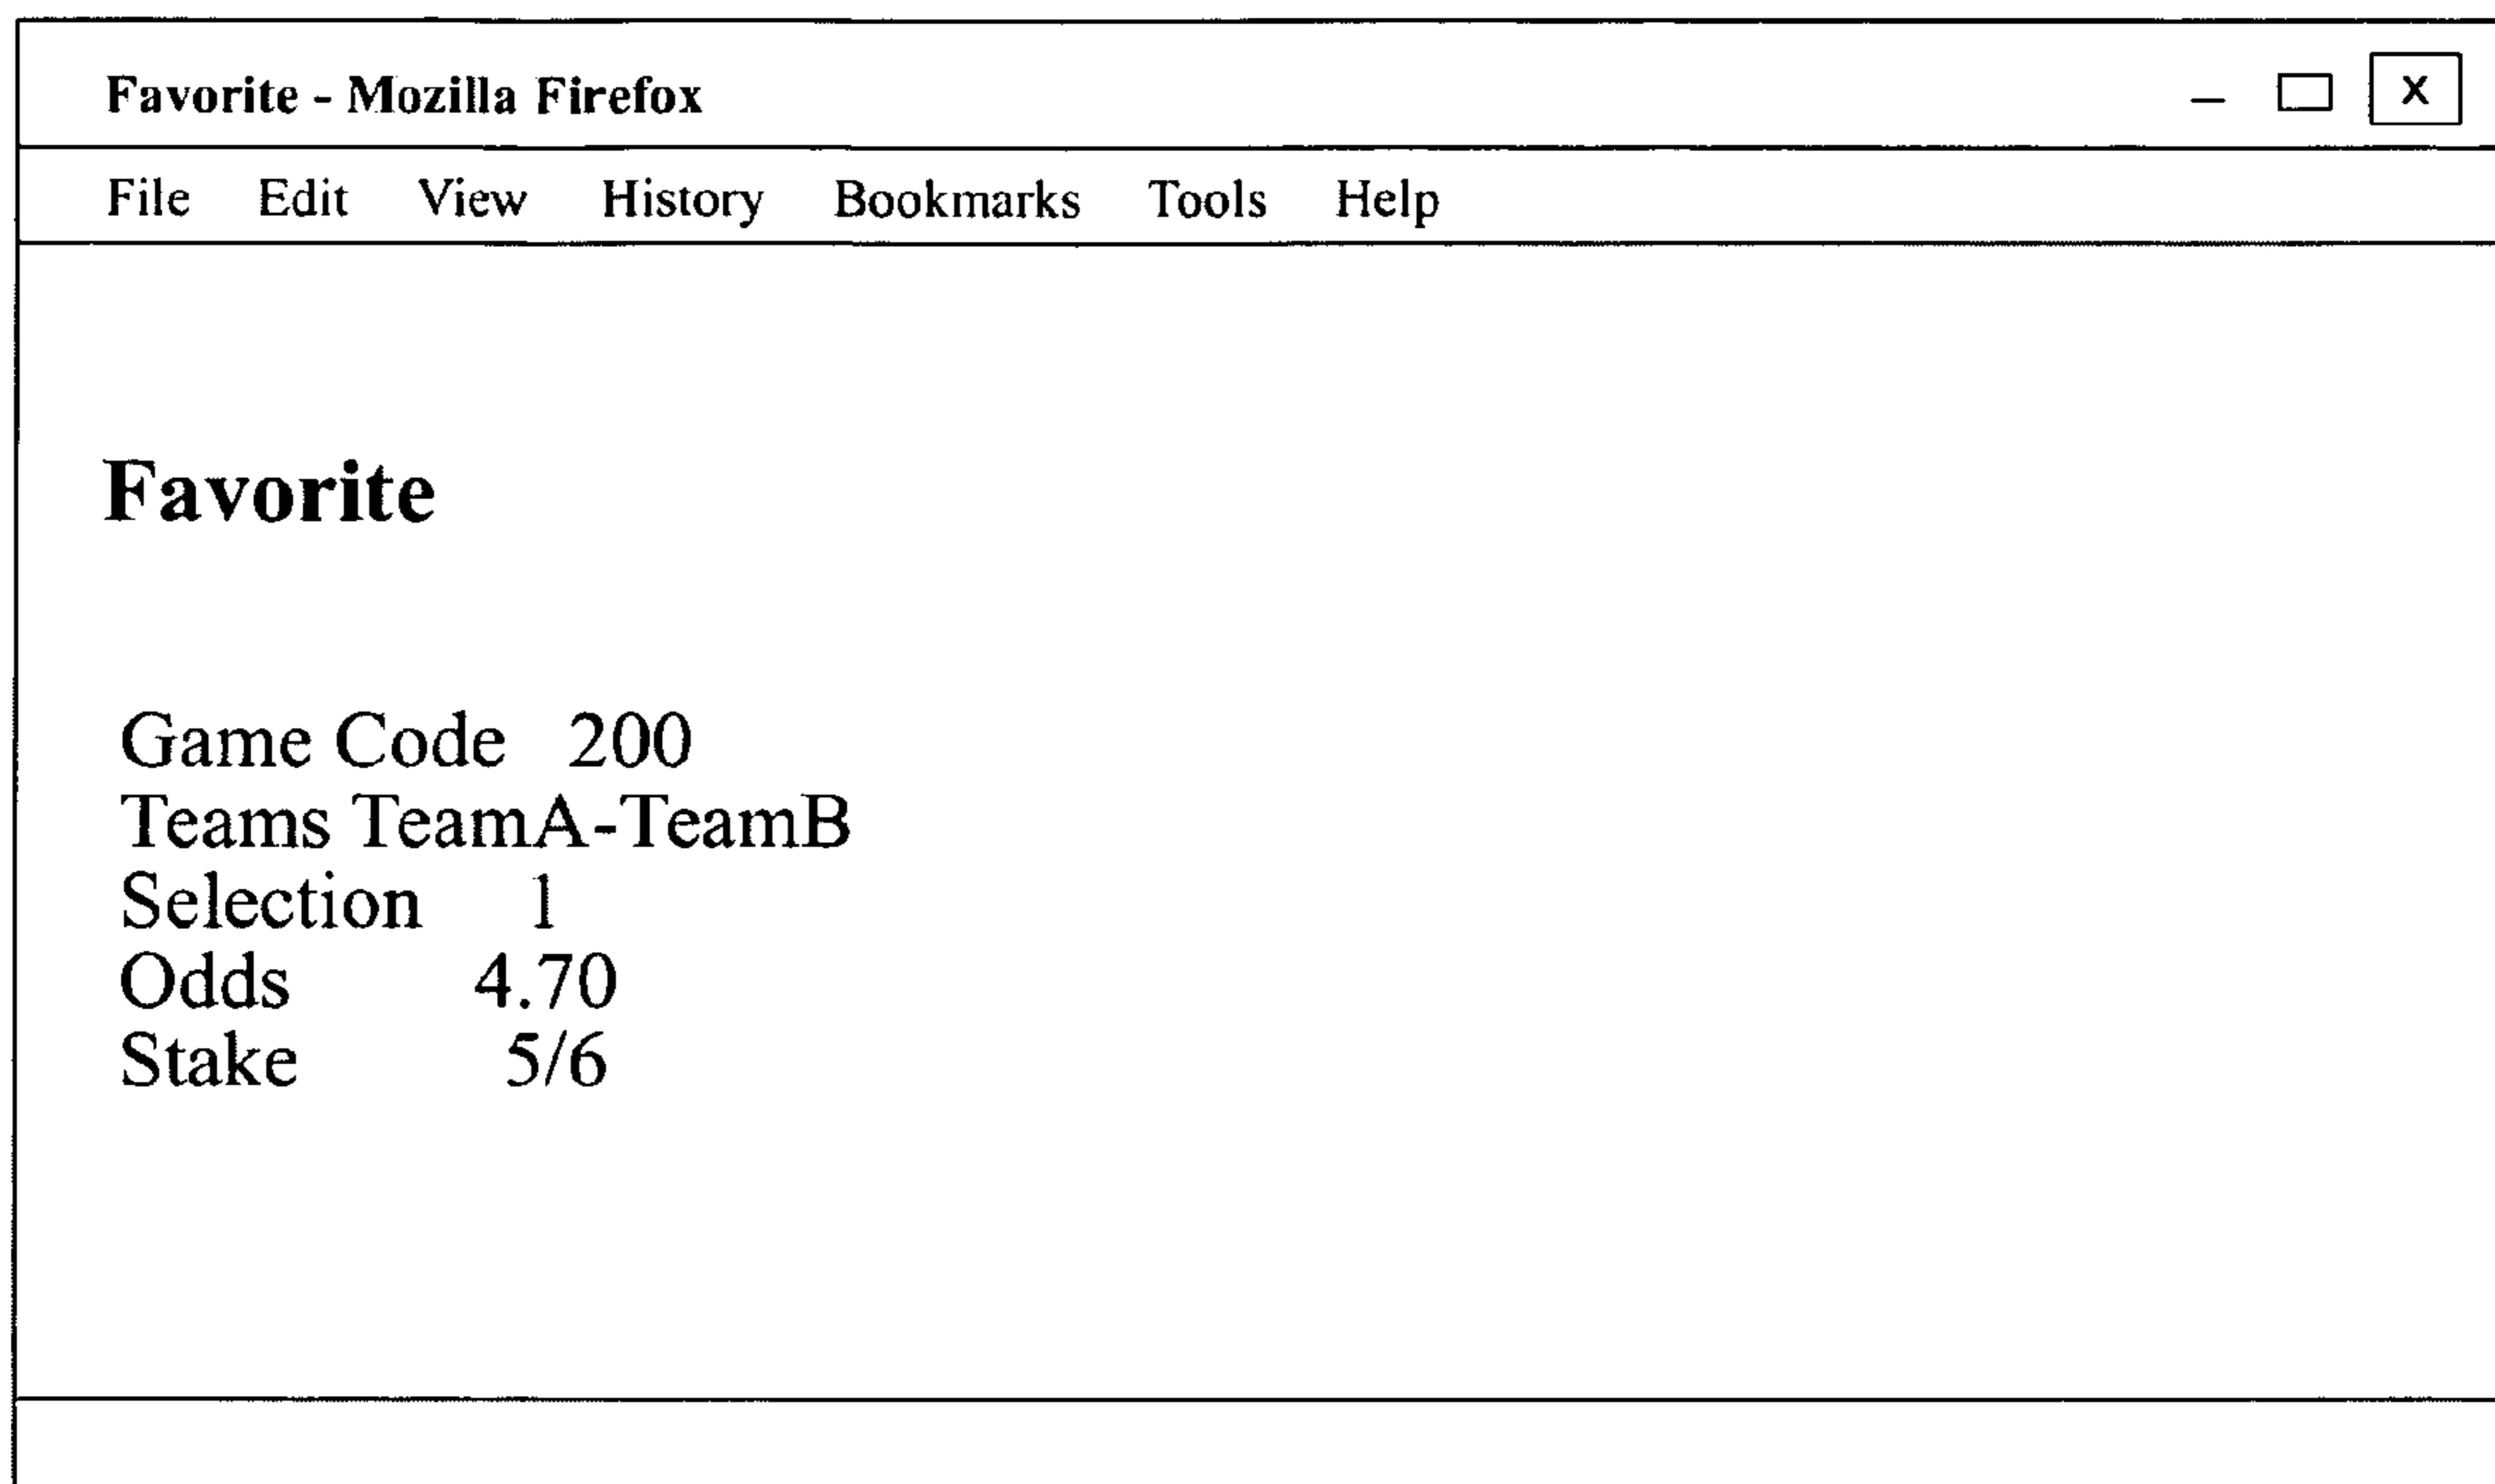 Favorite - Mozilla Firefox X
File Edit View History Bookmarks Tools Help
Favorite
Game Code 200
Teams TeamA-TeamB
Selection 1
Odds 4.70
Stake 5/6